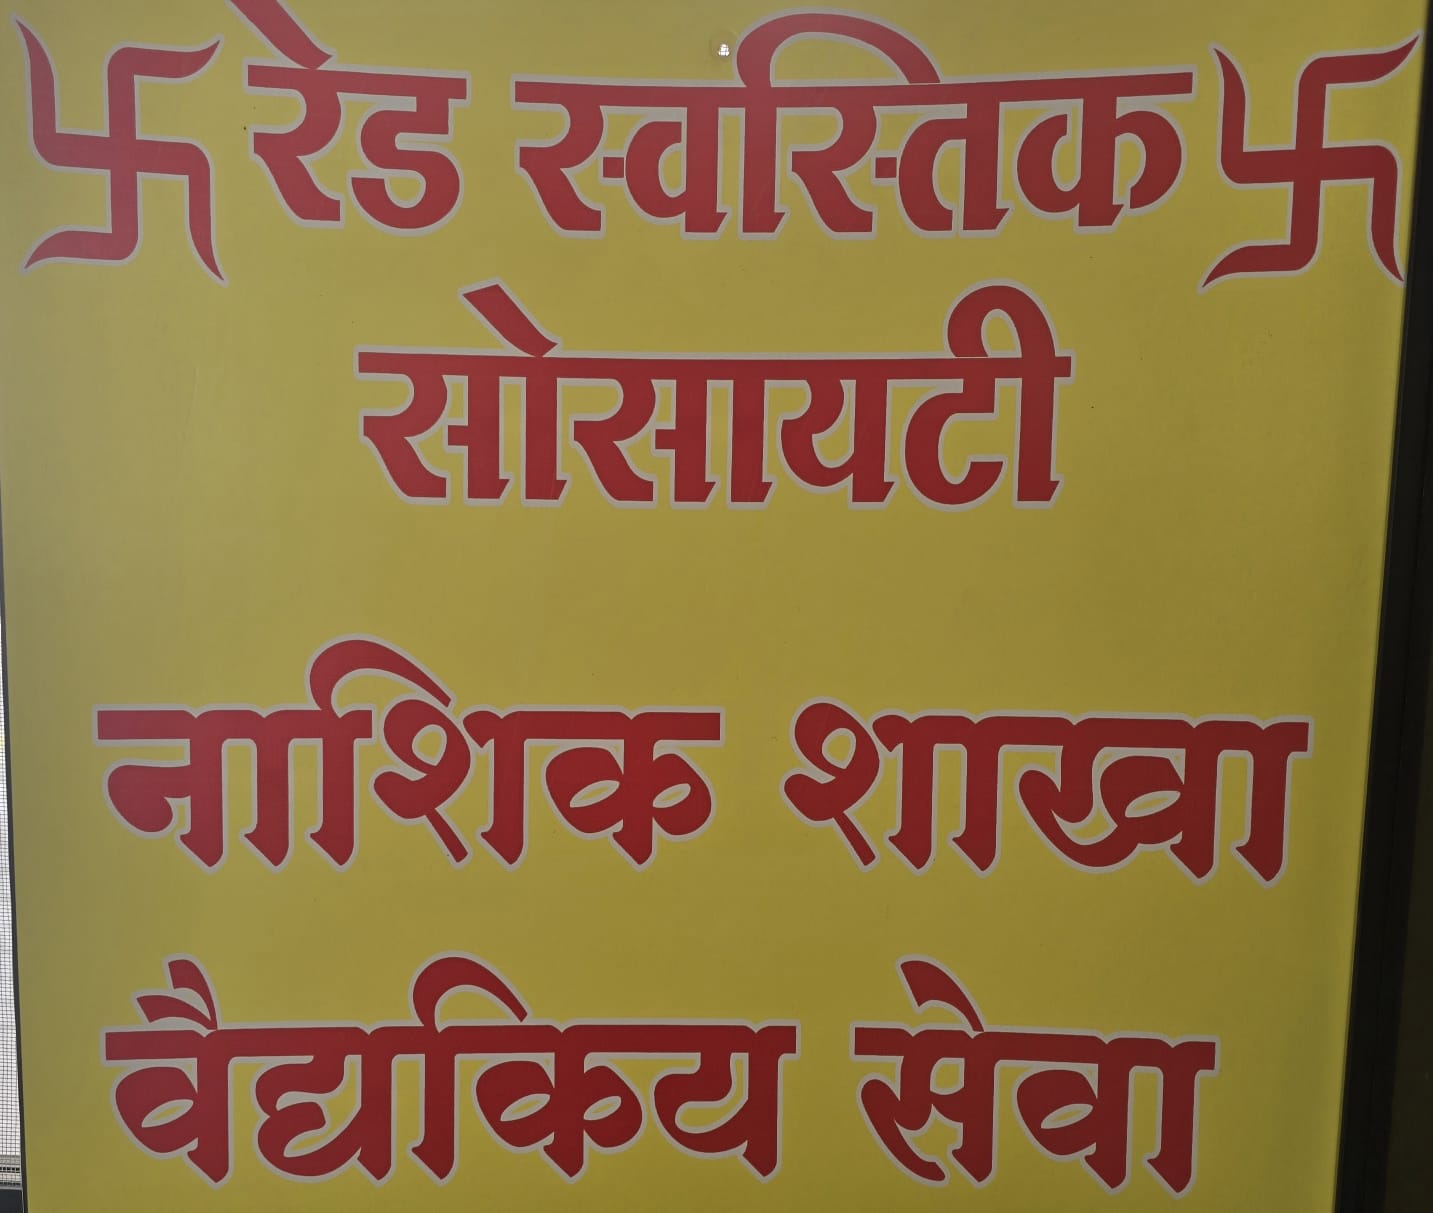 卐 रेड स्वस्तिक 卐
सोसायटी
नाशिक शाखा
वैद्यकिय सेवा